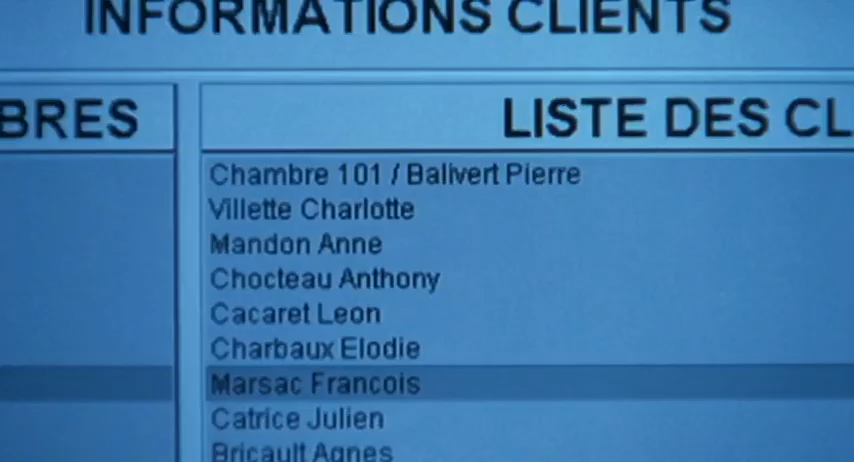 INFORMATIONS CLIENTS
BRES
LISTE DES CL
Chambre 101 / Balivert Pierre
Villette Charlotte
Mandon Anne
Chocteau Anthony
Cacaret Leon
Charbaux Elodie
Marsac Francois
Catrice Julien
Bricault Agnes